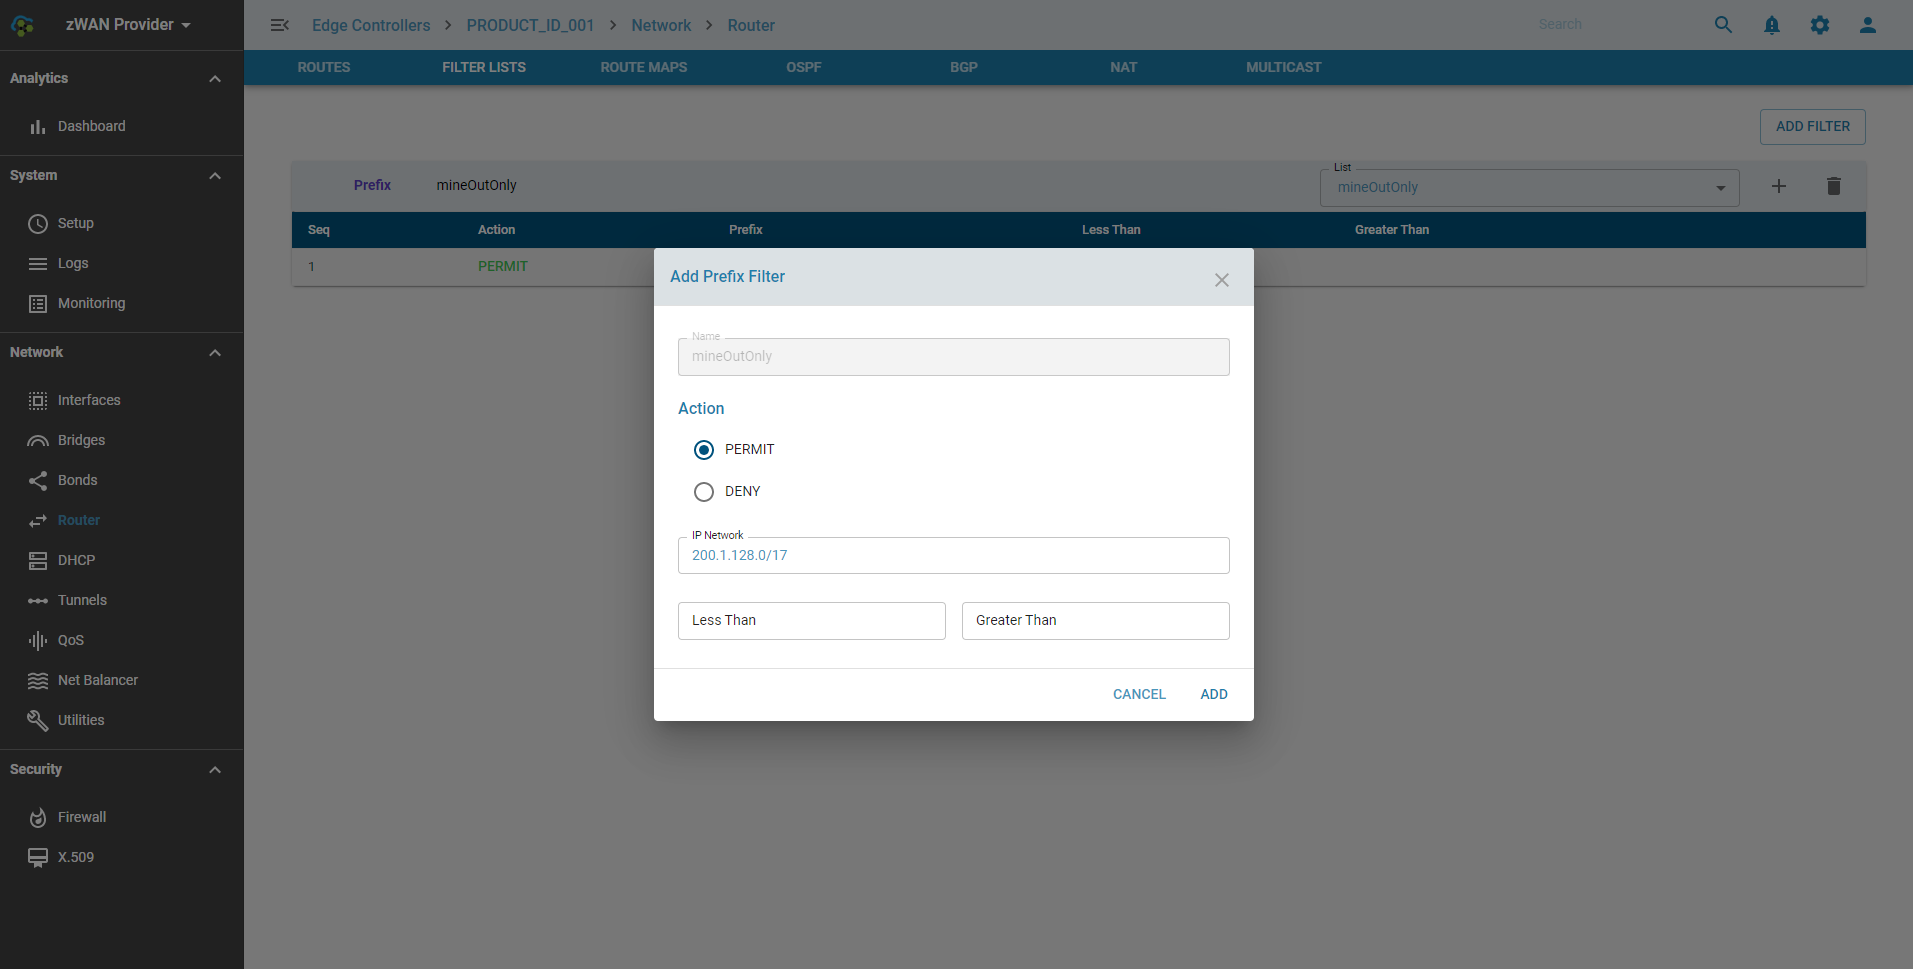 zWAN Provider
Edge Controllers > PRODUCT_ID_001 > Network > Router
Search
ROUTES FILTER LISTS ROUTE MAPS OSPF BGP NAT MULTICAST
Analytics
Dashboard
System
Setup
Logs
Monitoring
Network
Interfaces
Bridges
Bonds
Router
DHCP
Tunnels
QoS
Net Balancer
Utilities
Security
Firewall
X.509
ADD FILTER
Prefix mineOutOnly
List
mineOutOnly
Seq Action Prefix Less Than Greater Than
1 PERMIT
Add Prefix Filter
Name
mineOutOnly
Action
PERMIT
DENY
IP Network
200.1.128.0/17
Less Than Greater Than
CANCEL ADD